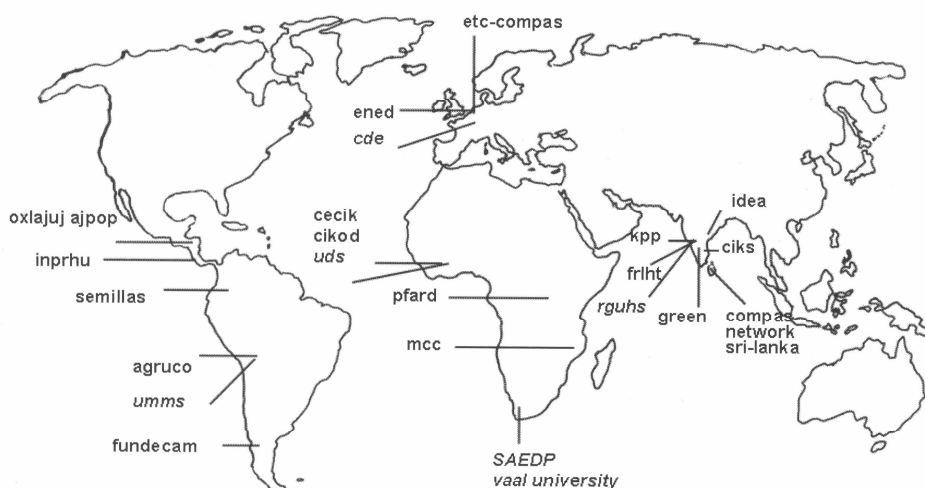 etc-compas
ened
cde
oxlajuj ajpop
inprhu
semillas
agruco
umms
fundecam
cecik
cikod
uds
pfard
mcc
SAEDP
vaal university
idea
kpp
ciks
frlht
rguhs
green
compas
network
sri-lanka